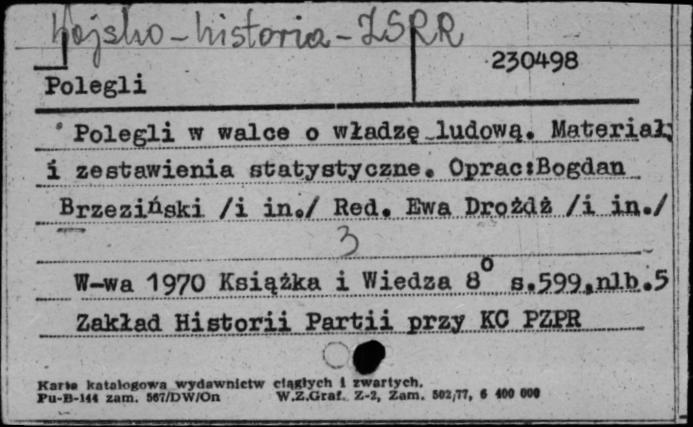 Wojsko – historia – ZSRR
230498
Polegli
Polegli w walce o władzę ludową. Materiały
i zestawienia statystyczne. Oprac:Bogdan
Brzeziński /i in./ Red. Ewa Drożdż /i in./
3
W-wa 1970 Książka i Wiedza 8⁰ s.599,nlb.5
Zakład Historii Partii przy KC PZPR
Karta katalogowa wydawnictw ciągłych i zwartych.
Pu-B-144 zam. 567/DW/On W.Z.Graf. Z-2, Zam. 502/77, 6 400 000